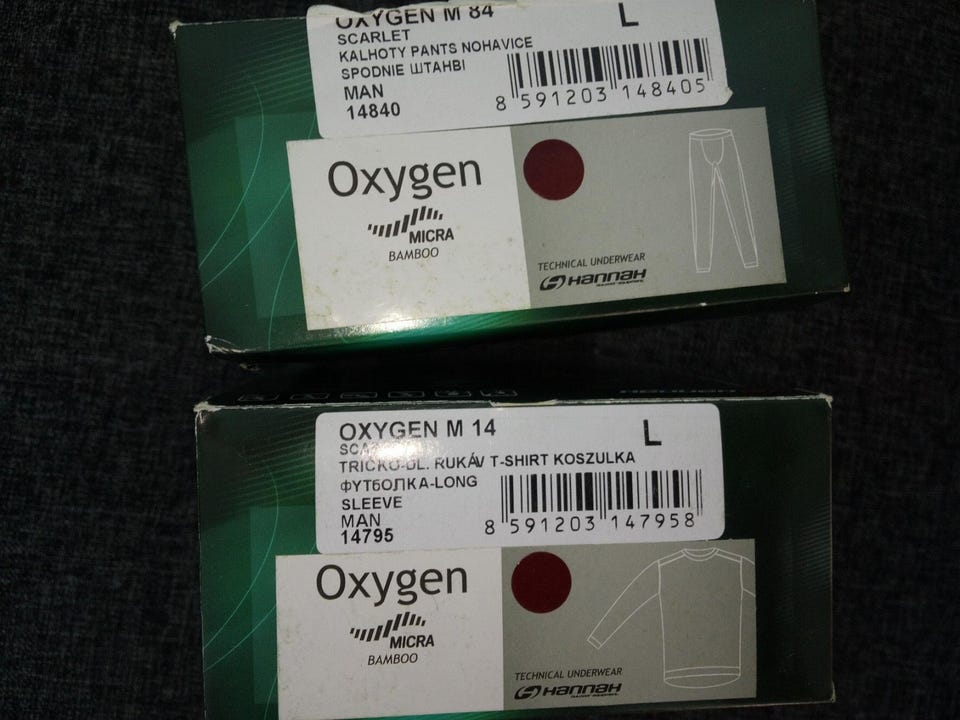 OXYGEN M 84
L
SCARLET
KALHOTY PANTS NOHAVICE
SPODNIE ШТАНВІ
MAN
14840
8 591203 148405
Oxygen
MICRA
BAMBOO
TECHNICAL UNDERWEAR
HANNAH
OXYGEN M 14
L
TRICKO-DL. RUKÁV T-SHIRT KOSZULKA
ФУТБОЛКА-LONG
SLEEVE
MAN
14795
8 591203 147958
Oxygen
MICRA
BAMBOO
TECHNICAL UNDERWEAR
HANNAH